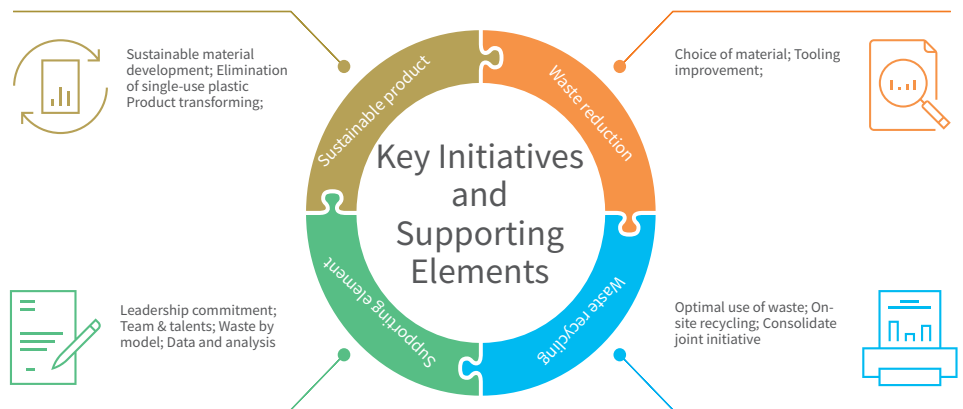 Sustainable material
development; Elimination
of single-use plastic
Product transforming;
Choice of material; Tooling
improvement;
Sustainable product
Waste reduction
Key Initiatives
and
Supporting
Elements
Supporting element
Waste recycling
Leadership commitment;
Team & talents; Waste by
model; Data and analysis
Optimal use of waste; On-
site recycling; Consolidate
joint initiative